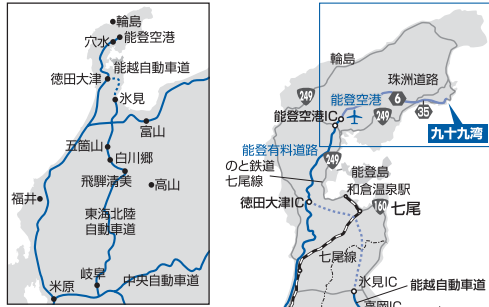 輪島
能登空港
穴水
能越自動車道
徳田大津
氷見
富山
五箇山
白川郷
飛騨清美
高山
福井
東海北陸
自動車道
岐阜
中央自動車道
米原
輪島
珠洲道路
249
能登空港
6
35
能登空港IC
249
九十九湾
能登有料道路
249
のと鉄道
七尾線
能登島
和倉温泉駅
徳田大津IC
160
七尾
七尾線
氷見IC
能越自動車道
高岡IC